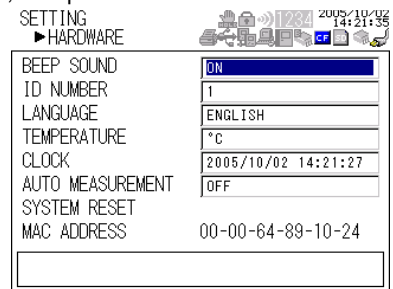 SETTING
▶HARDWARE
1234
2005/10/02
14:21:35
CF
SD
BEEP SOUND ON
ID NUMBER 1
LANGUAGE ENGLISH
TEMPERATURE °C
CLOCK 2005/10/02 14:21:27
AUTO MEASUREMENT OFF
SYSTEM RESET
MAC ADDRESS 00-00-64-89-10-24